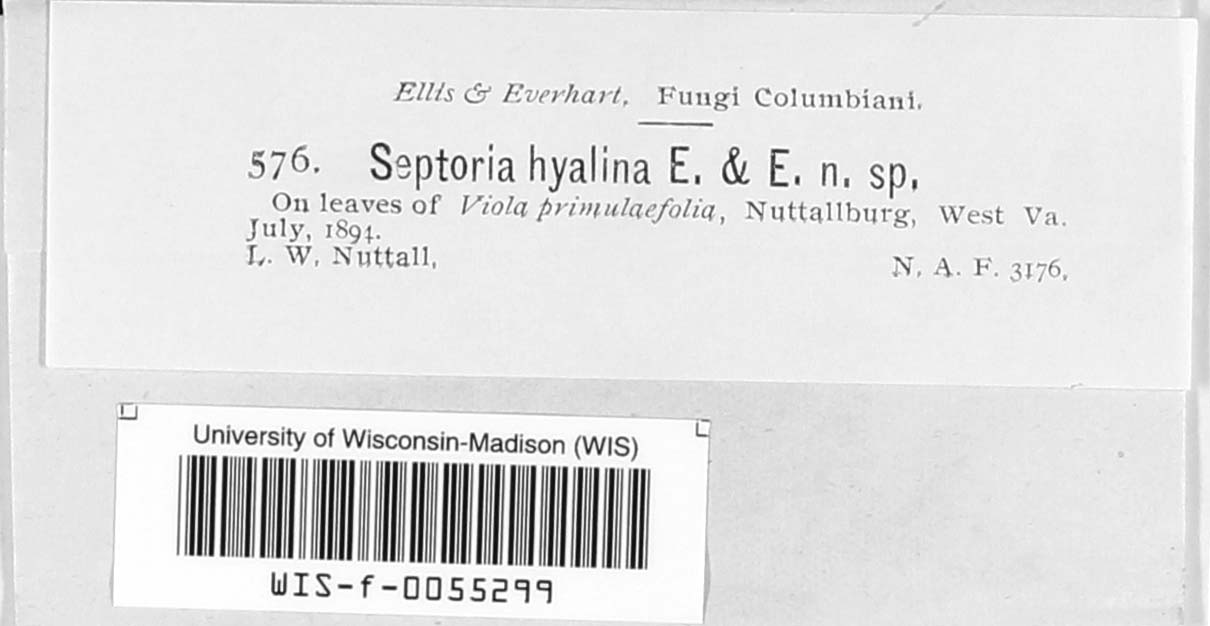 Ellis & Everhart, Fungi Columbiani.
576. Septoria hyalina E. & E. n. sp.
On leaves of Viola primulaefolia, Nuttallburg, West Va.
July, 1894.
L. W. Nuttall.
N. A. F. 3176.
University of Wisconsin-Madison (WIS)
WIS-f-0055299